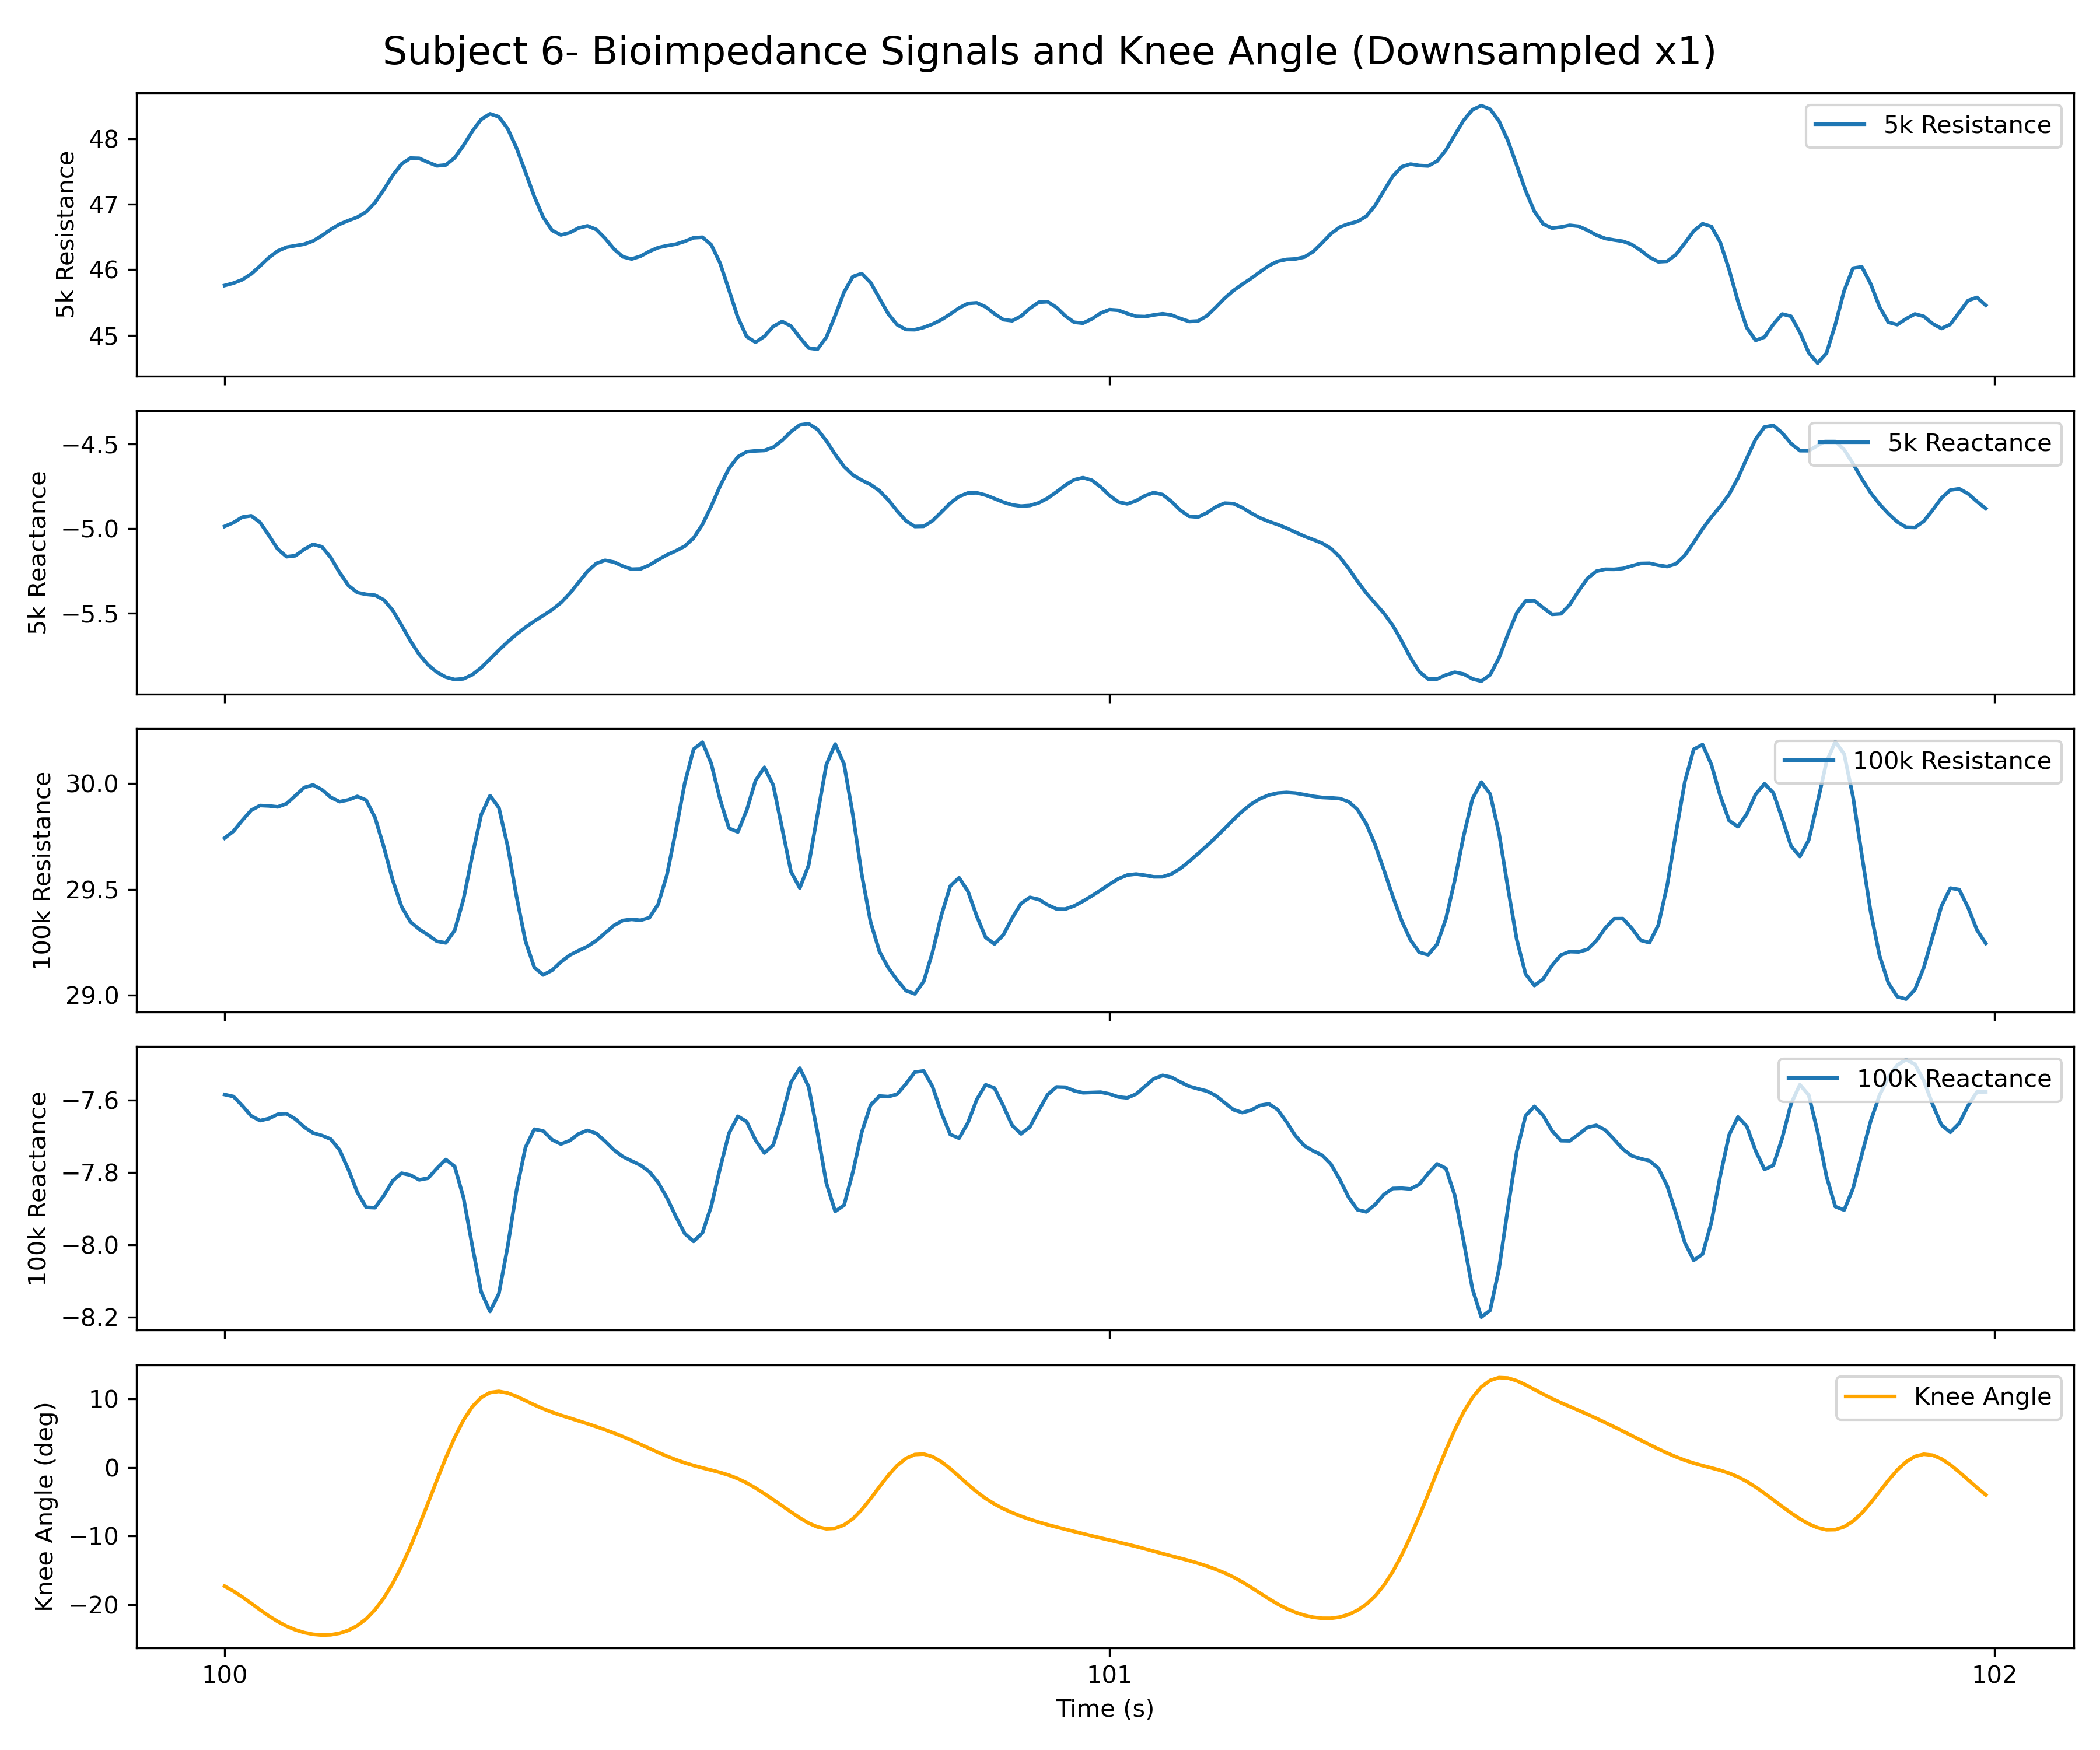 Subject 6- Bioimpedance Signals and Knee Angle (Downsampled x1)
5k Resistance
48
47
46
45
5k Resistance
5k Reactance
−4.5
−5.0
−5.5
5k Reactance
100k Resistance
30.0
29.5
29.0
100k Resistance
100k Reactance
−7.6
−7.8
−8.0
−8.2
100k Reactance
Knee Angle (deg)
10
0
−10
−20
Knee Angle
100
101
102
Time (s)